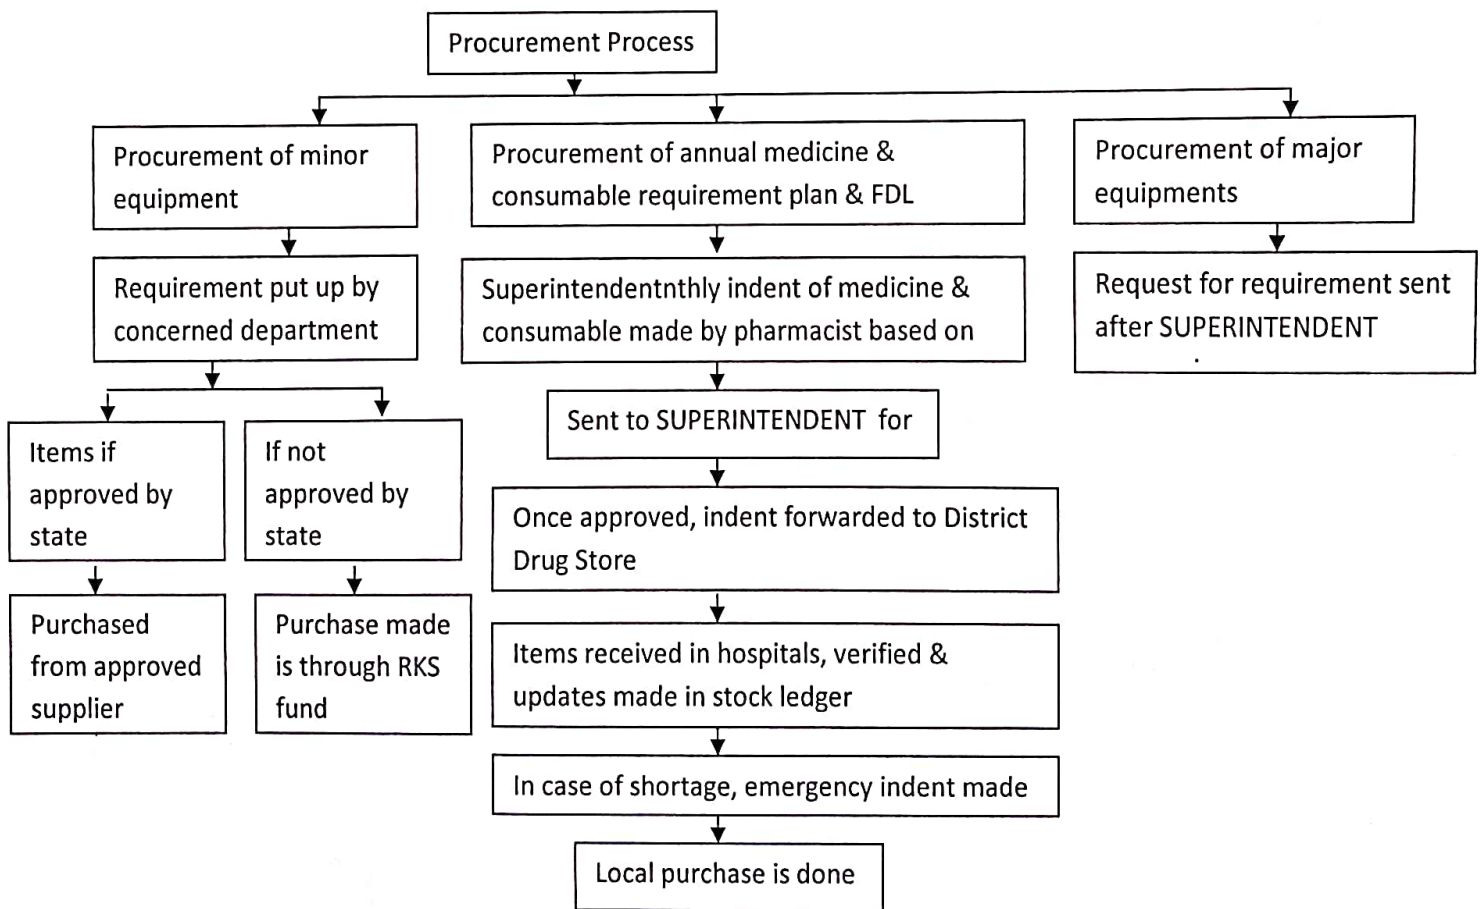 Procurement Process
Procurement of minor
equipment
Procurement of annual medicine &
consumable requirement plan & FDL
Procurement of major
equipments
Requirement put up by
concerned department
Superintendentnthly indent of medicine &
consumable made by pharmacist based on
Request for requirement sent
after SUPERINTENDENT
Items if
approved by
state
If not
approved by
state
Sent to SUPERINTENDENT for
Once approved, indent forwarded to District
Drug Store
Purchased
from approved
supplier
Purchase made
is through RKS
fund
Items received in hospitals, verified &
updates made in stock ledger
In case of shortage, emergency indent made
Local purchase is done